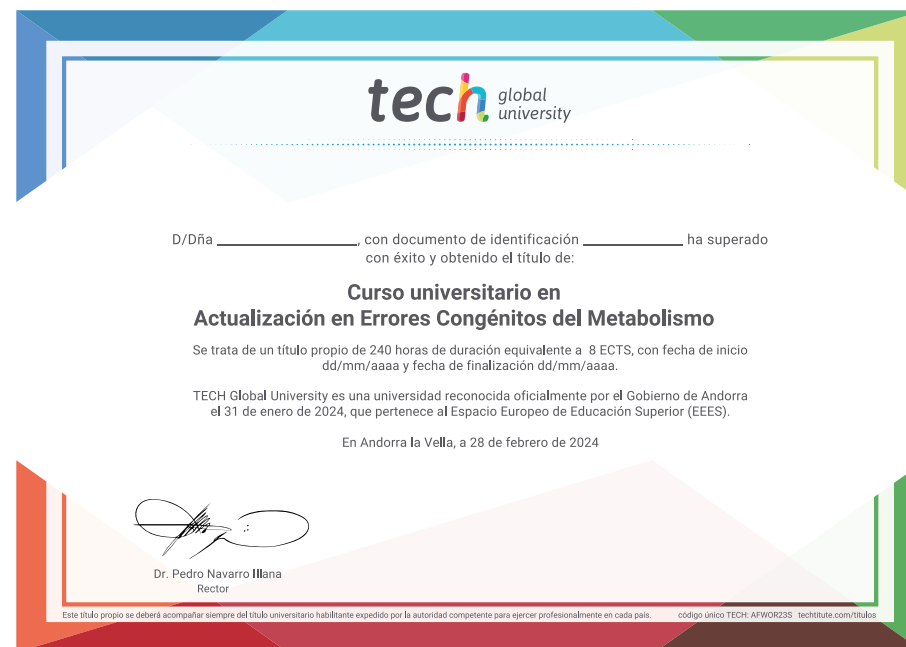 tech global university
D/Dña ________________, con documento de identificación ____________ ha superado
con éxito y obtenido el título de:
Curso universitario en
Actualización en Errores Congénitos del Metabolismo
Se trata de un título propio de 240 horas de duración equivalente a 8 ECTS, con fecha de inicio
dd/mm/aaaa y fecha de finalización dd/mm/aaaa.
TECH Global University es una universidad reconocida oficialmente por el Gobierno de Andorra
el 31 de enero de 2024, que pertenece al Espacio Europeo de Educación Superior (EEES).
En Andorra la Vella, a 28 de febrero de 2024
Dr. Pedro Navarro Illana
Rector
Este título propio se deberá acompañar siempre del título universitario habilitante expedido por la autoridad competente para ejercer profesionalmente en cada país. código único TECH: AFWOR23S techtitute.com/titulos